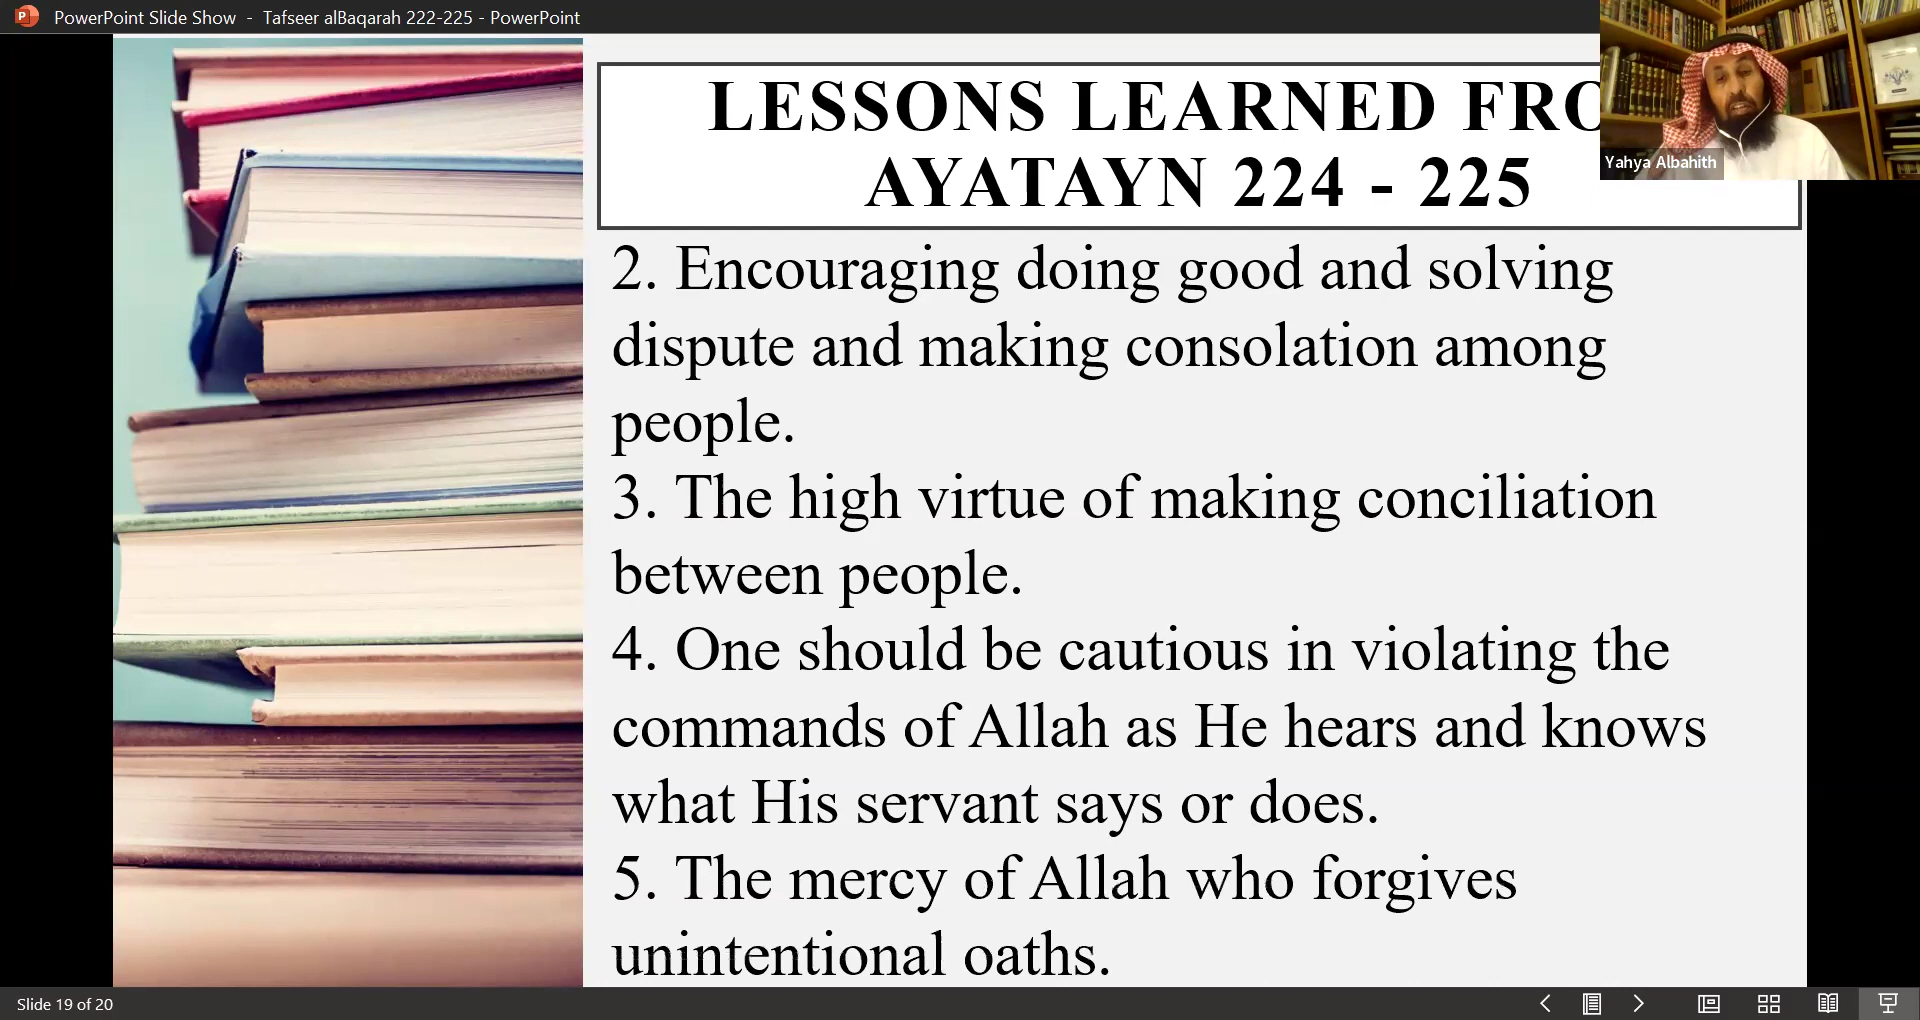 PowerPoint Slide Show - Tafseer alBaqarah 222-225 - PowerPoint
LESSONS LEARNED FRO
AYATAYN 224 - 225
Yahya Albahith
2. Encouraging doing good and solving
dispute and making consolation among
people.
3. The high virtue of making conciliation
between people.
4. One should be cautious in violating the
commands of Allah as He hears and knows
what His servant says or does.
5. The mercy of Allah who forgives
unintentional oaths.
Slide 19 of 20